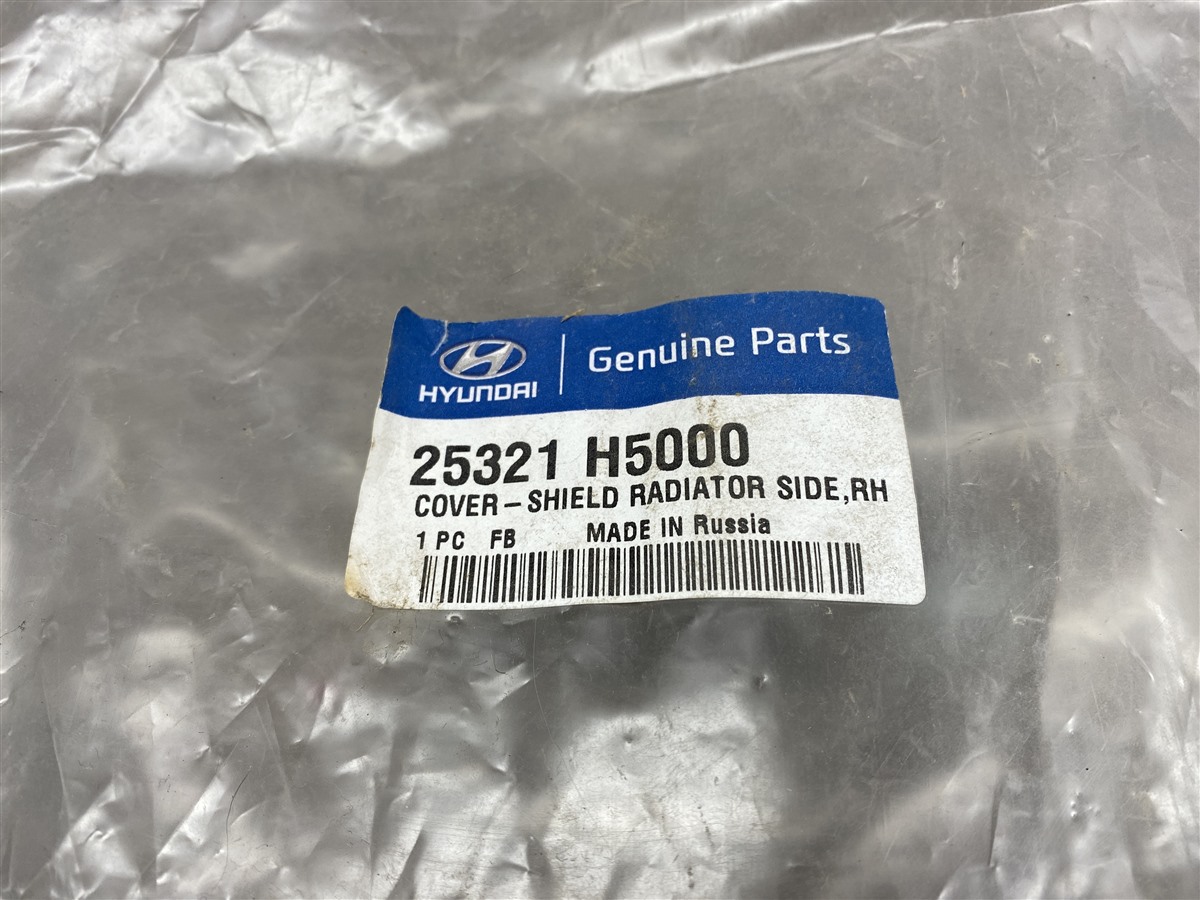 HYUNDAI
Genuine Parts
25321 H5000
COVER-SHIELD RADIATOR SIDE,RH
1 PC FB MADE IN Russia